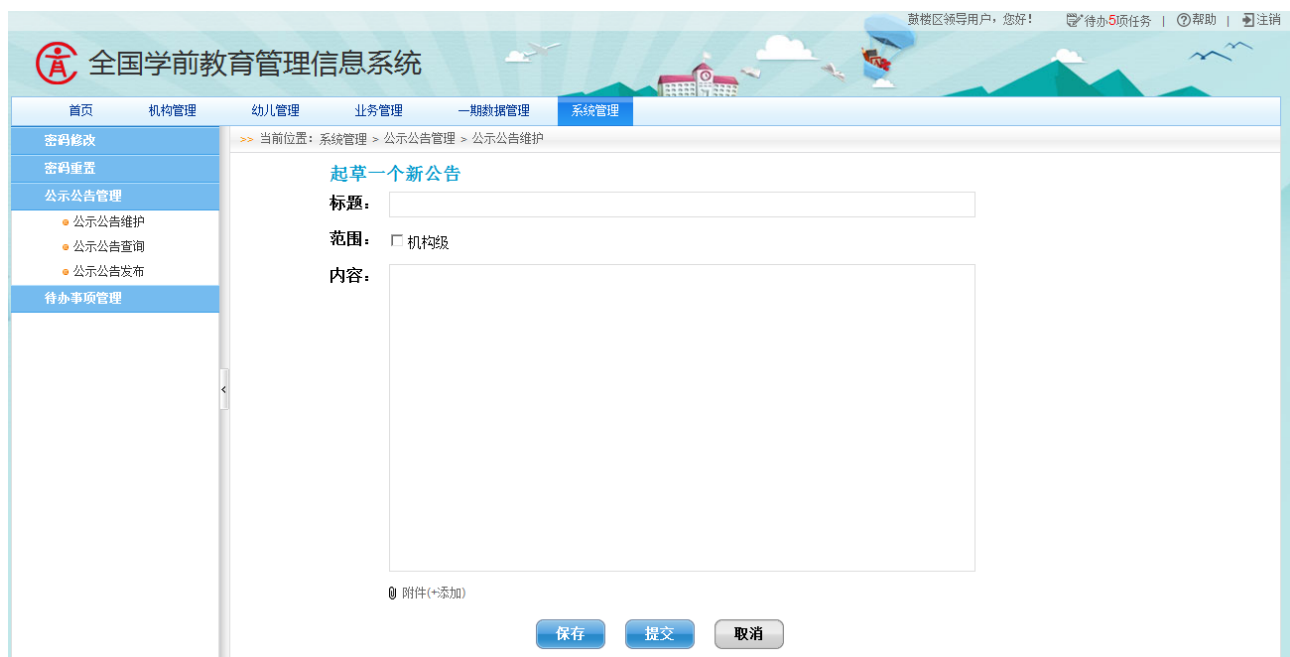 鼓楼区领导用户，您好！ 待办5项任务 | ?帮助 | 注销
全国学前教育管理信息系统
首页 机构管理 幼儿管理 业务管理 一期数据管理 系统管理
密码修改
>> 当前位置：系统管理 > 公示公告管理 > 公示公告维护
密码重置
公示公告管理
公示公告维护
公示公告查询
公示公告发布
待办事项管理
起草一个新公告
标题：
范围： 机构级
内容：
附件(+添加)
保存 提交 取消